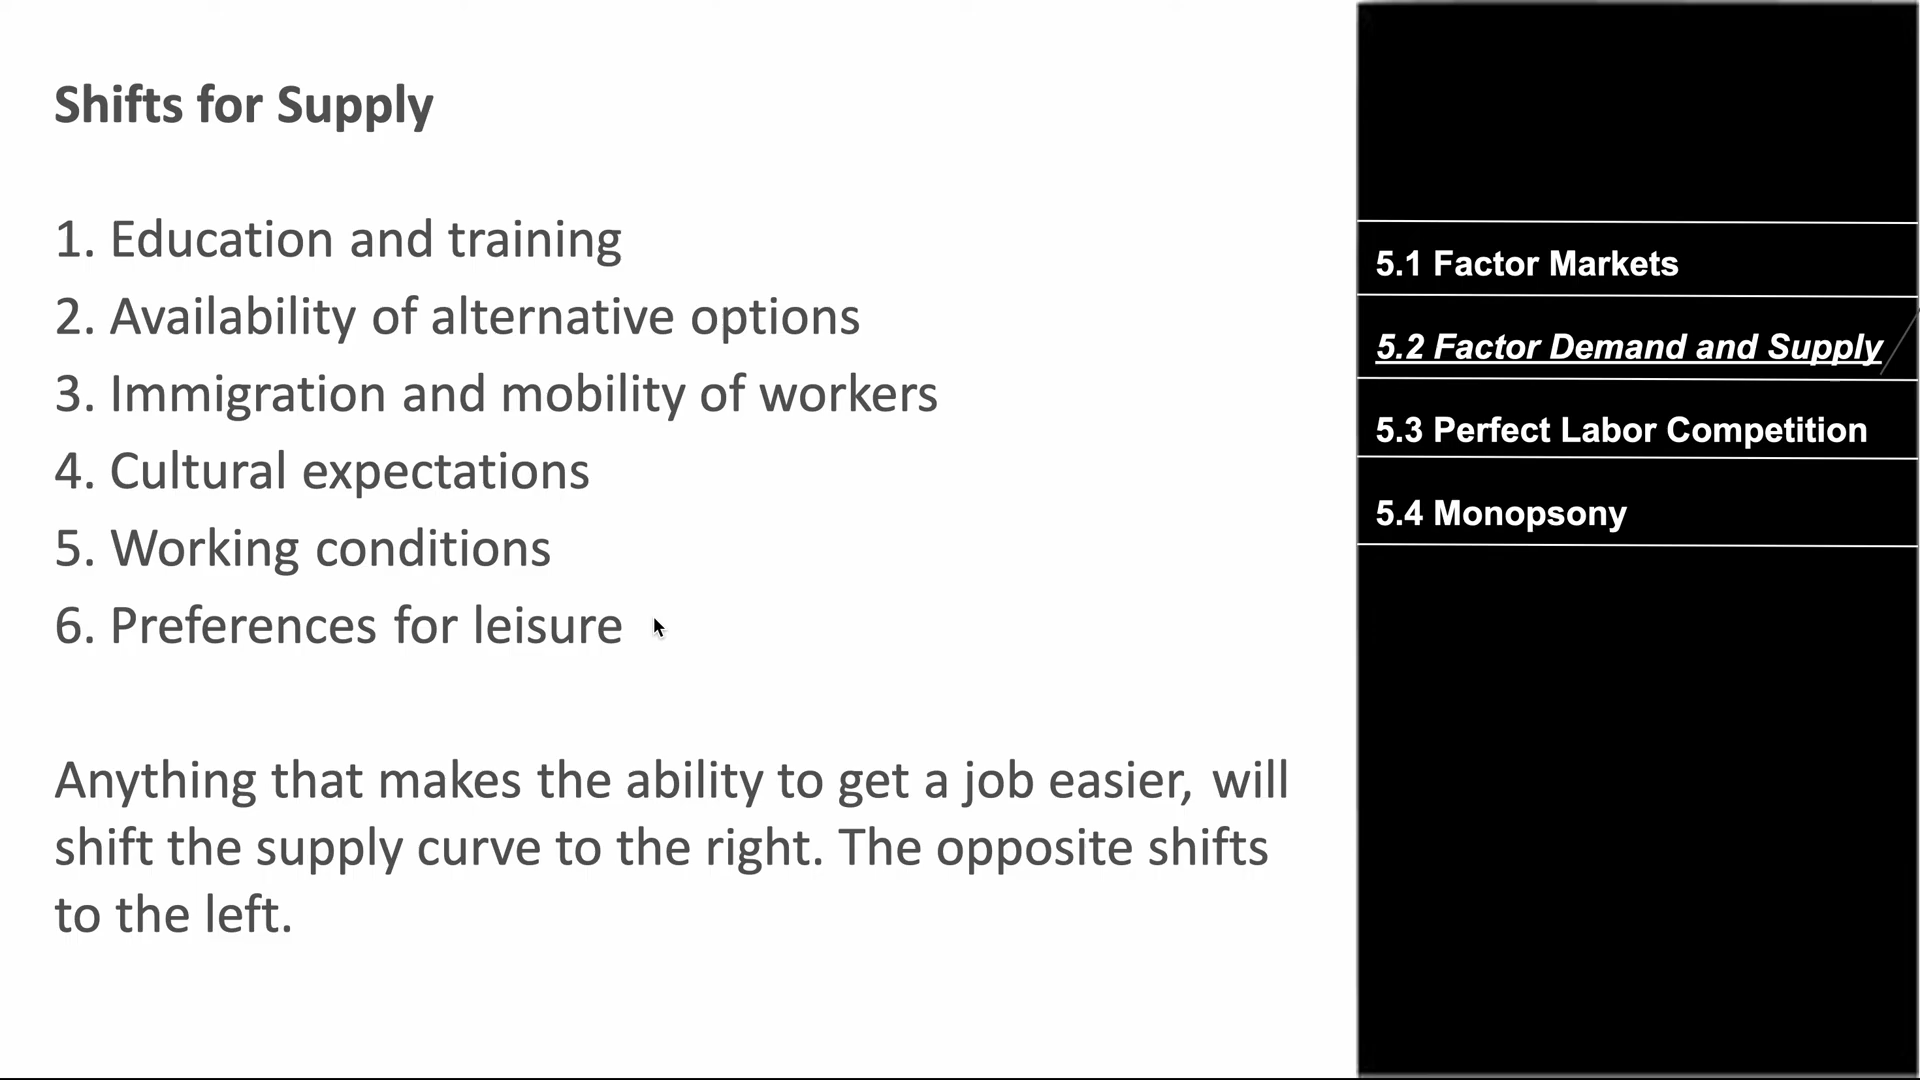 Shifts for Supply
1. Education and training
2. Availability of alternative options
3. Immigration and mobility of workers
4. Cultural expectations
5. Working conditions
6. Preferences for leisure
Anything that makes the ability to get a job easier, will
shift the supply curve to the right. The opposite shifts
to the left.
5.1 Factor Markets
5.2 Factor Demand and Supply
5.3 Perfect Labor Competition
5.4 Monopsony